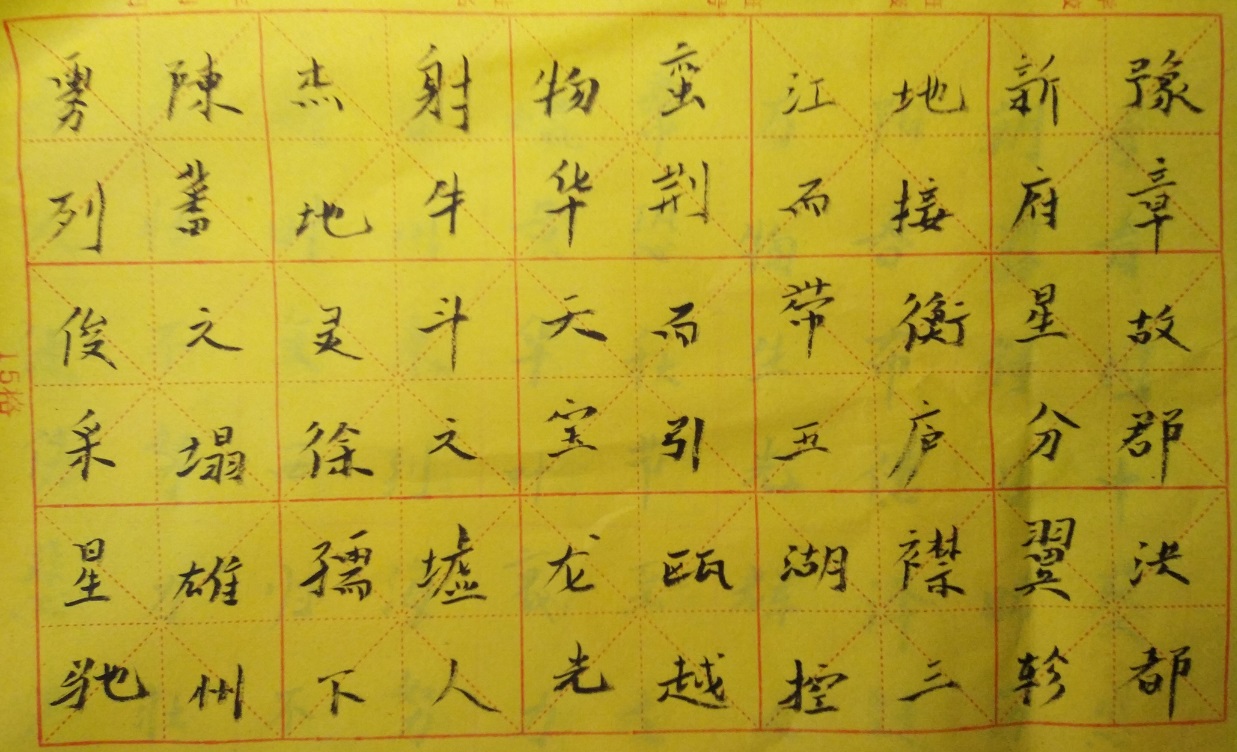 豫章故郡洪都
新府星分翼轸
地接衡庐襟三
江而带五湖控
蛮荆而引瓯越
物华天宝龙光
射牛斗之墟人
杰地灵徐孺下
陳蕃之塌雄州
雾列俊采星驰
15格